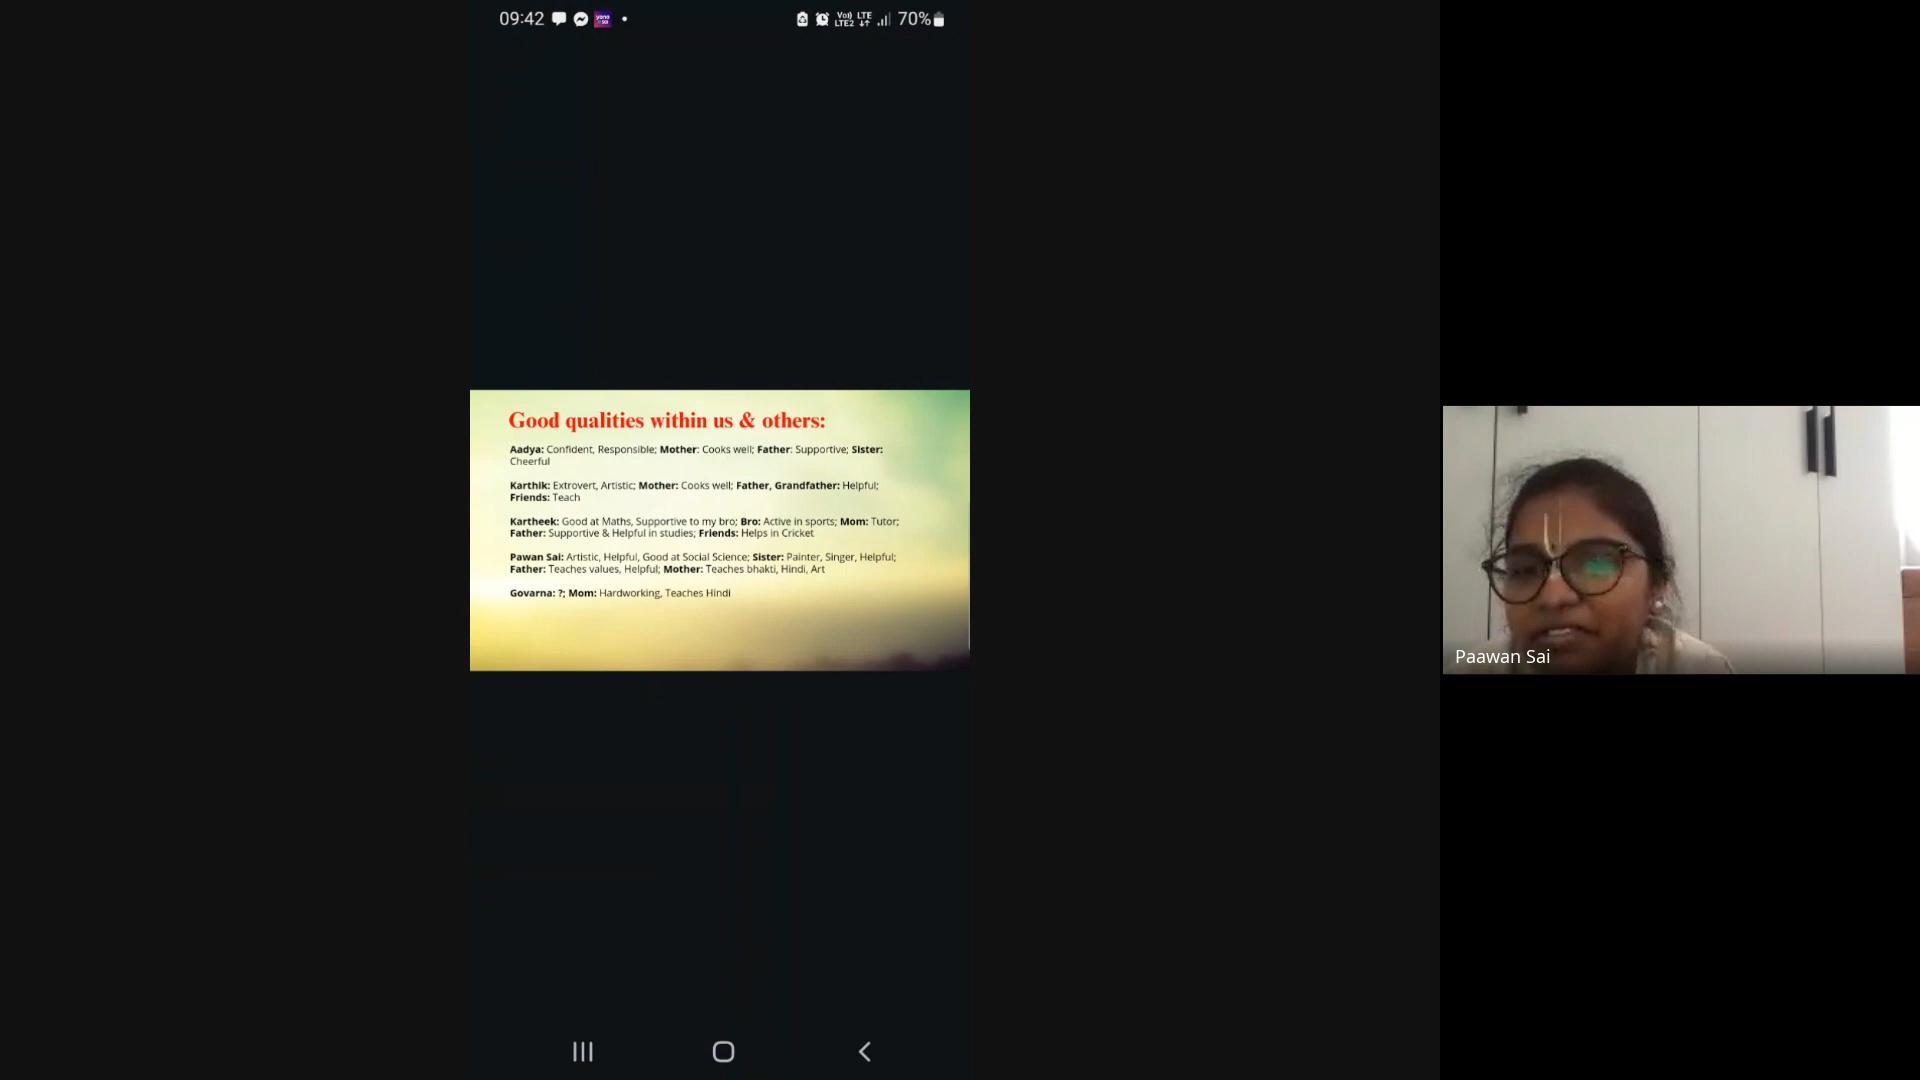 09:42
Vo)) LTE
LTE2
70%
Good qualities within us & others:
Aadya: Confident, Responsible; Mother: Cooks well; Father: Supportive; Sister:
Cheerful
Karthik: Extrovert, Artistic; Mother: Cooks well; Father, Grandfather: Helpful;
Friends: Teach
Kartheek: Good at Maths, Supportive to my bro; Bro: Active in sports; Mom: Tutor;
Father: Supportive & Helpful in studies; Friends: Helps in Cricket
Pawan Sai: Artistic, Helpful, Good at Social Science; Sister: Painter, Singer, Helpful;
Father: Teaches values, Helpful; Mother: Teaches bhakti, Hindi, Art
Govarna: ?; Mom: Hardworking, Teaches Hindi
Paawan Sai